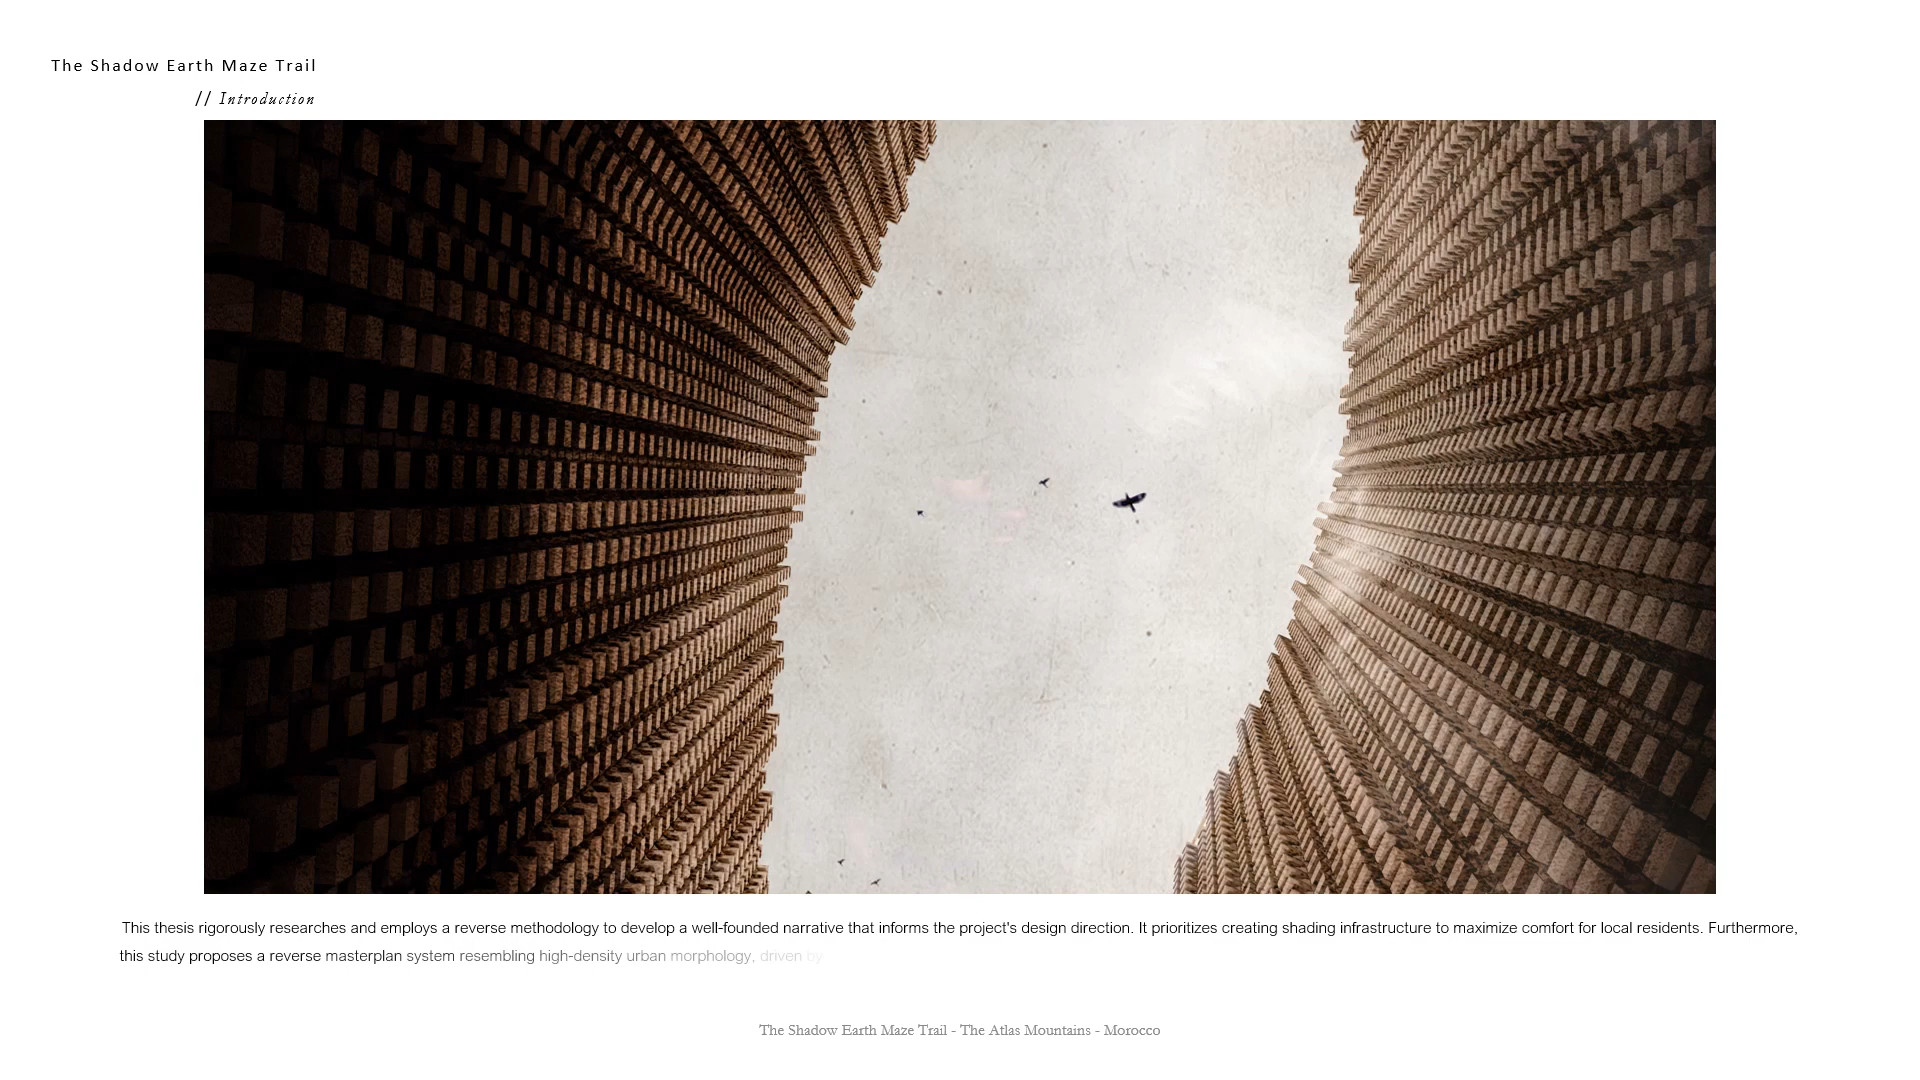 The Shadow Earth Maze Trail
// Introduction
This thesis rigorously researches and employs a reverse methodology to develop a well-founded narrative that informs the project's design direction. It prioritizes creating shading infrastructure to maximize comfort for local residents. Furthermore,
this study proposes a reverse masterplan system resembling high-density urban morphology, driven by
The Shadow Earth Maze Trail - The Atlas Mountains - Morocco